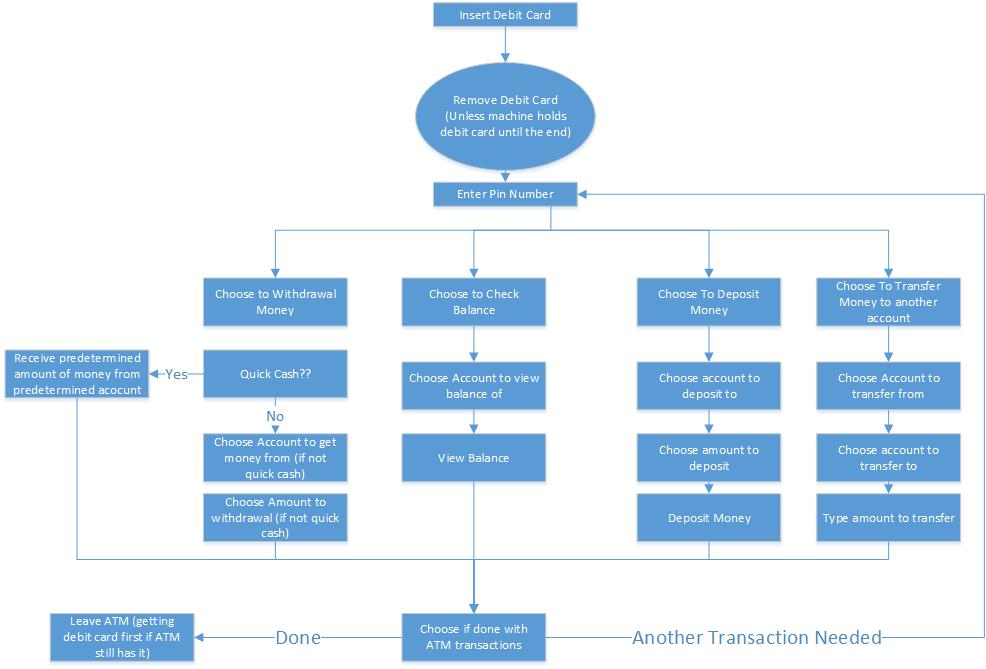 Insert Debit Card
Remove Debit Card
(Unless machine holds
debit card until the end)
Enter Pin Number
Choose to Withdrawal
Money
Choose to Check
Balance
Choose To Deposit
Money
Choose To Transfer
Money to another
account
Receive predetermined
amount of money from
predetermined acocunt
Yes
Quick Cash??
Choose Account to view
balance of
Choose account to
deposit to
Choose Account to
transfer from
No
Choose Account to get
money from (if not
quick cash)
View Balance
Choose amount to
deposit
Choose account to
transfer to
Choose Amount to
withdrawal (if not quick
cash)
Deposit Money
Type amount to transfer
Leave ATM (getting
debit card first if ATM
still has it)
Done
Choose if done with
ATM transactions
Another Transaction Needed